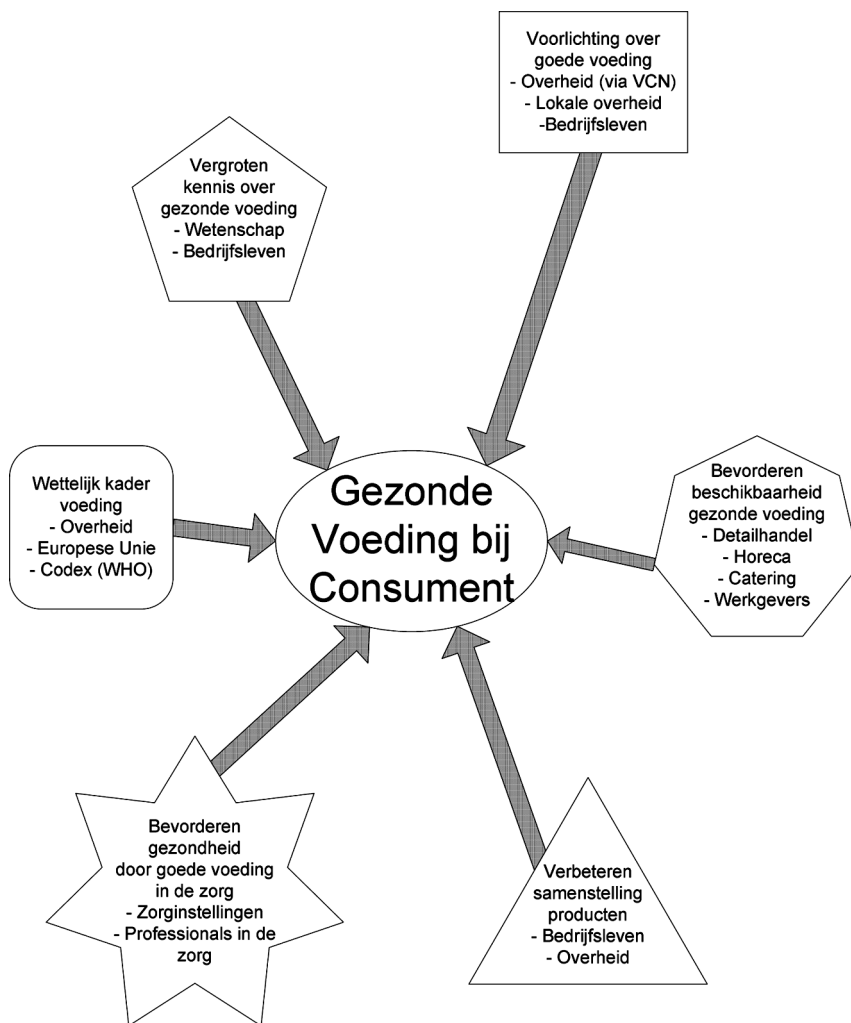 Voorlichting over
goede voeding
- Overheid (via VCN)
- Lokale overheid
-Bedrijfsleven
Vergroten
kennis over
gezonde voeding
- Wetenschap
- Bedrijfsleven
Wettelijk kader
voeding
- Overheid
- Europese Unie
- Codex (WHO)
Gezonde
Voeding bij
Consument
Bevorderen
beschikbaarheid
gezonde voeding
- Detailhandel
- Horeca
- Catering
- Werkgevers
Bevorderen
gezondheid
door goede voeding
in de zorg
- Zorginstellingen
- Professionals in de
zorg
Verbeteren
samenstelling
producten
- Bedrijfsleven
- Overheid